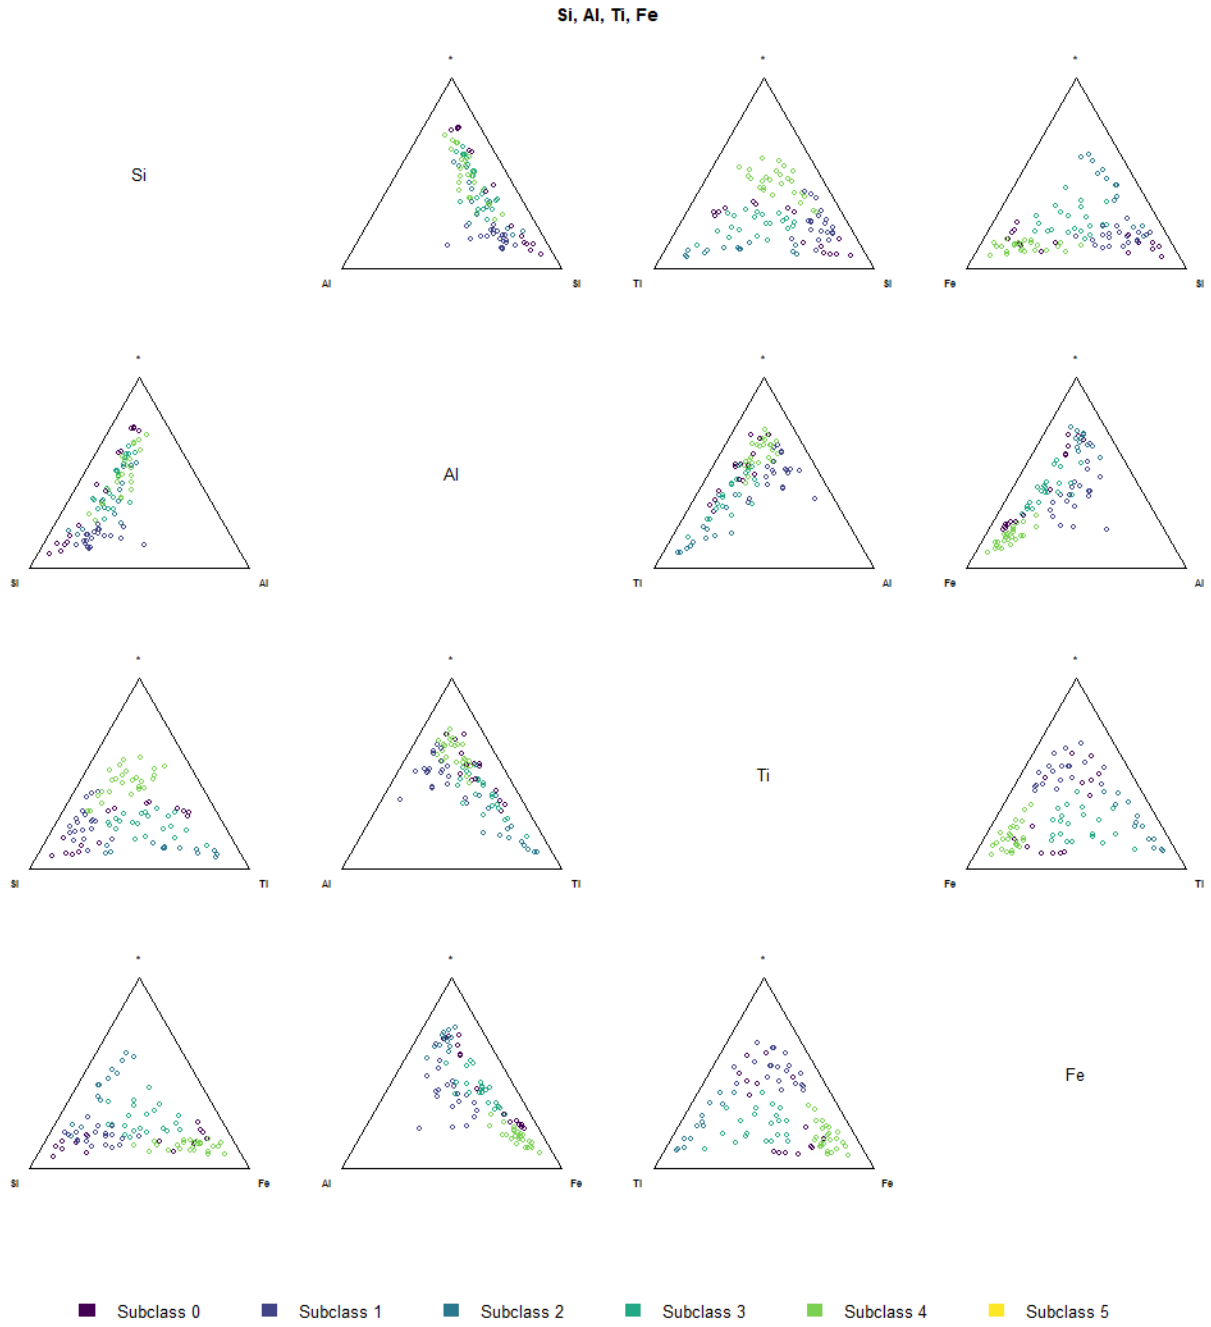 Si, Al, Ti, Fe
* * *
Si
Al Si Ti Si Fe Si
* * *
Al
Si Al Ti Al Fe Al
* * *
Ti
Si Ti Al Ti Fe Ti
* * *
Fe
Si Fe Al Fe Ti Fe
Subclass 0 Subclass 1 Subclass 2 Subclass 3 Subclass 4 Subclass 5